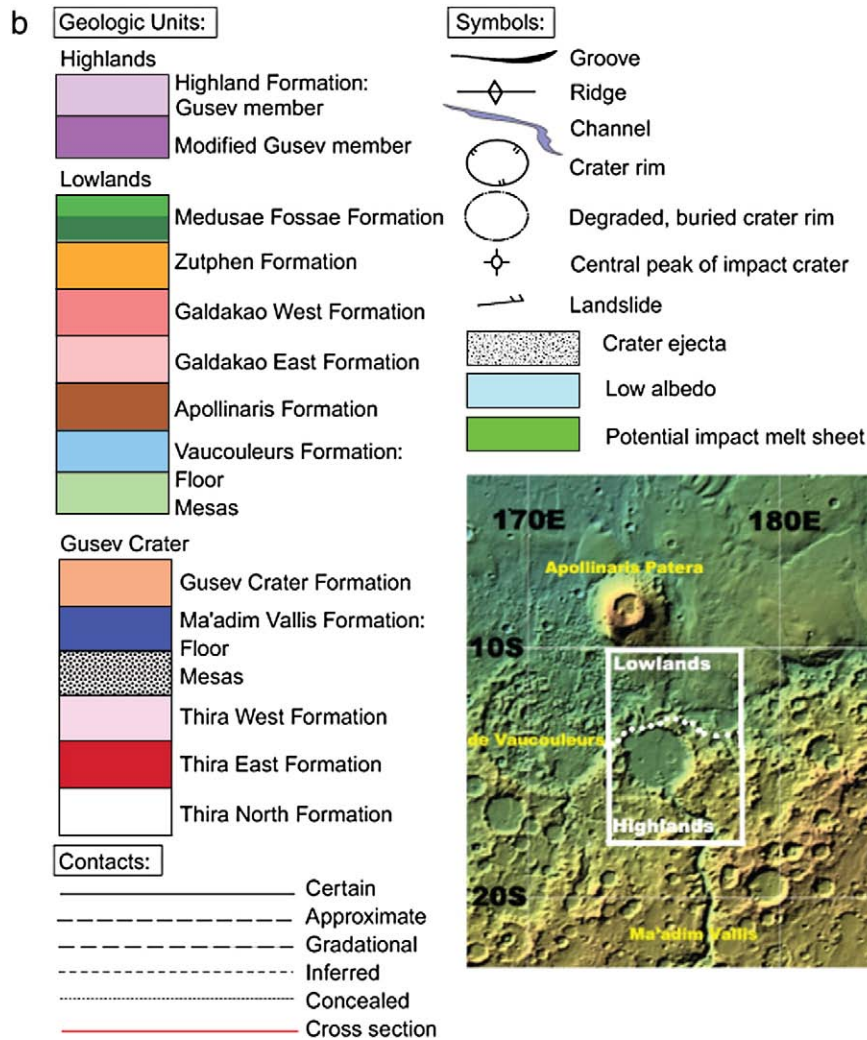 b
Geologic Units:
Highlands
Highland Formation:
Gusev member
Modified Gusev member
Lowlands
Medusae Fossae Formation
Zutphen Formation
Galdakao West Formation
Galdakao East Formation
Apollinaris Formation
Vaucouleurs Formation:
Floor
Mesas
Gusev Crater
Gusev Crater Formation
Ma'adim Vallis Formation:
Floor
Mesas
Thira West Formation
Thira East Formation
Thira North Formation
Contacts:
Certain
Approximate
Gradational
Inferred
Concealed
Cross section
Symbols:
Groove
Ridge
Channel
Crater rim
Degraded, buried crater rim
Central peak of impact crater
Landslide
Crater ejecta
Low albedo
Potential impact melt sheet
170E 180E
Apollinaris Patera
10S
Lowlands
de Vaucouleurs
Highlands
20S
Ma'adim Vallis